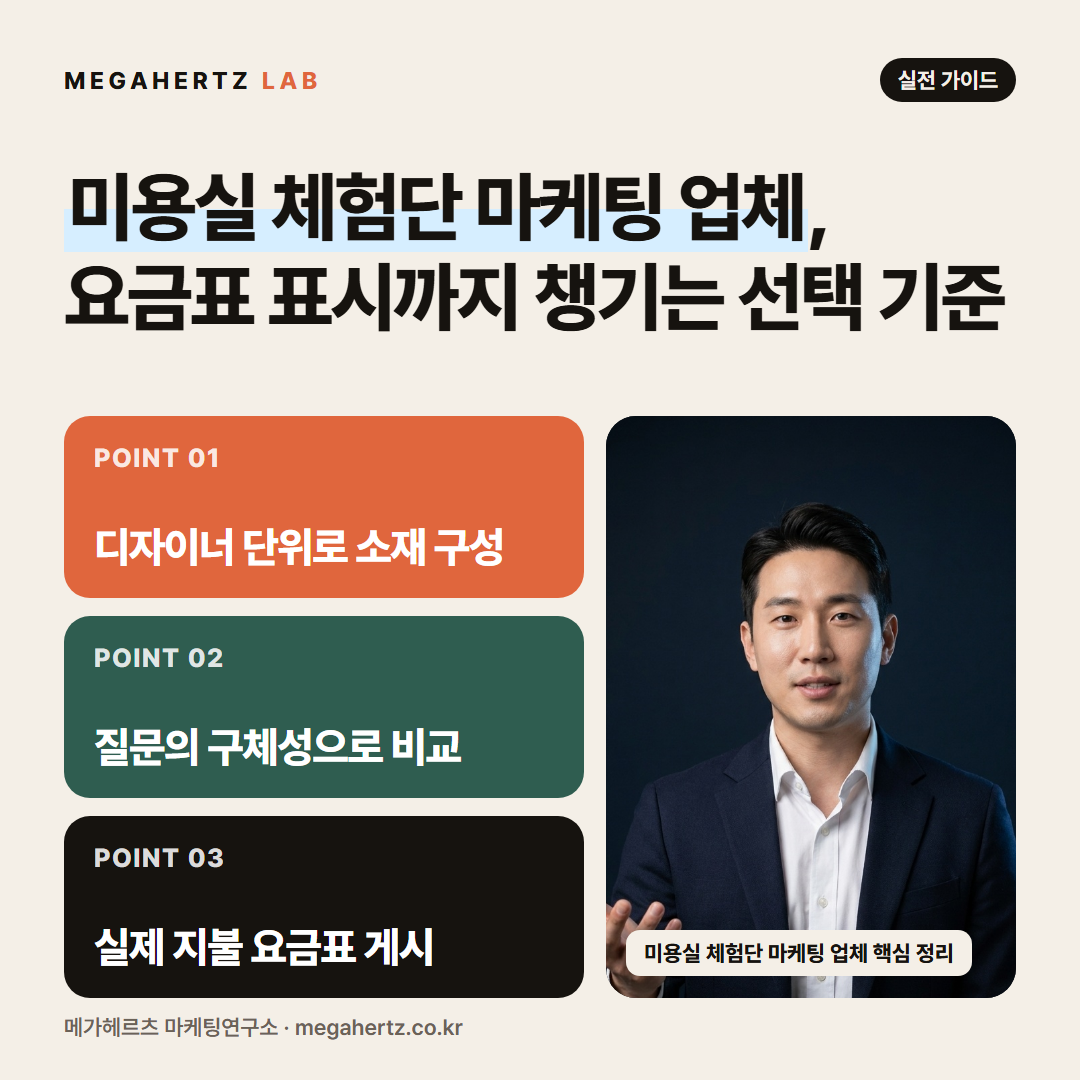 MEGAHERTZ LAB
실전 가이드
미용실 체험단 마케팅 업체,
요금표 표시까지 챙기는 선택 기준
POINT 01
디자이너 단위로 소재 구성
POINT 02
질문의 구체성으로 비교
POINT 03
실제 지불 요금표 게시
미용실 체험단 마케팅 업체 핵심 정리
메가헤르츠 마케팅연구소 · megahertz.co.kr